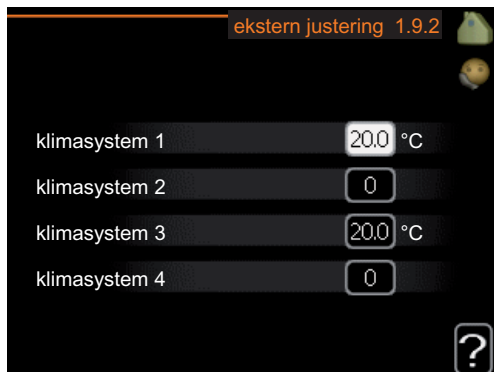 ekstern justering 1.9.2
klimasystem 1 20.0 °C
klimasystem 2 0
klimasystem 3 20.0 °C
klimasystem 4 0
?